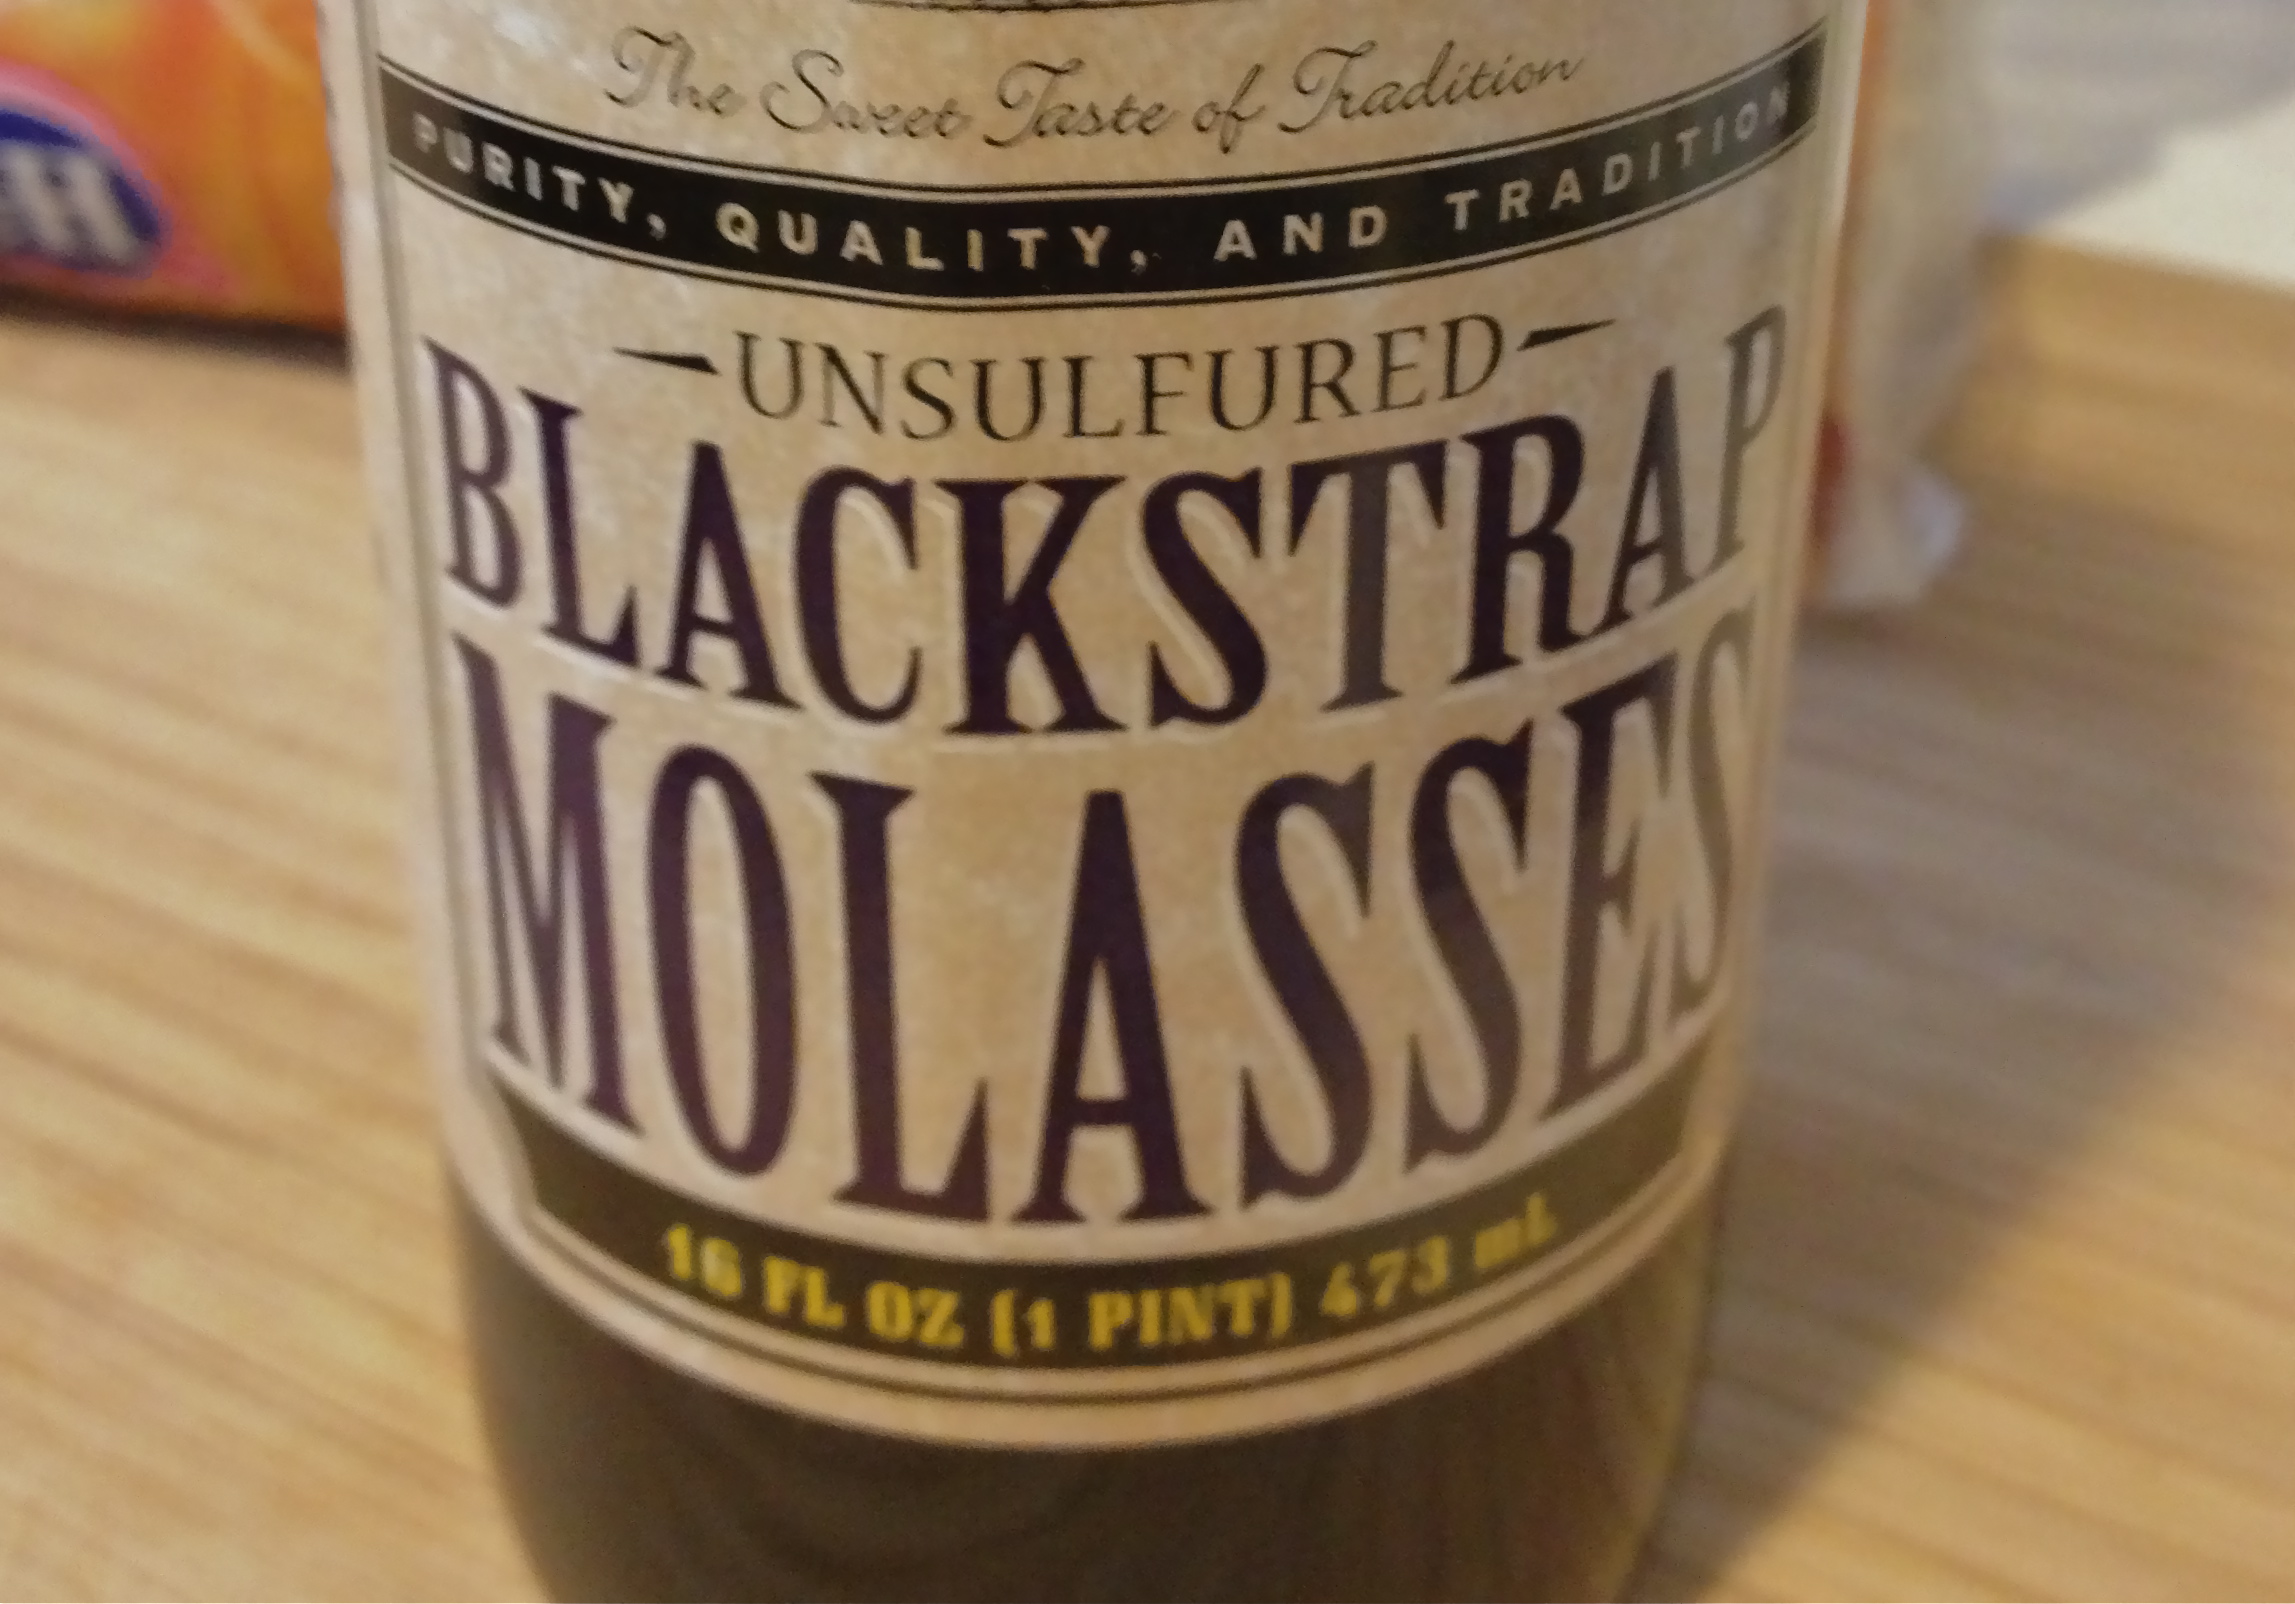 The Sweet Taste of Tradition
PURITY, QUALITY, AND TRADITION
UNSULFURED
BLACKSTRAP
MOLASSES
16 FL OZ (1 PINT) 473 mL